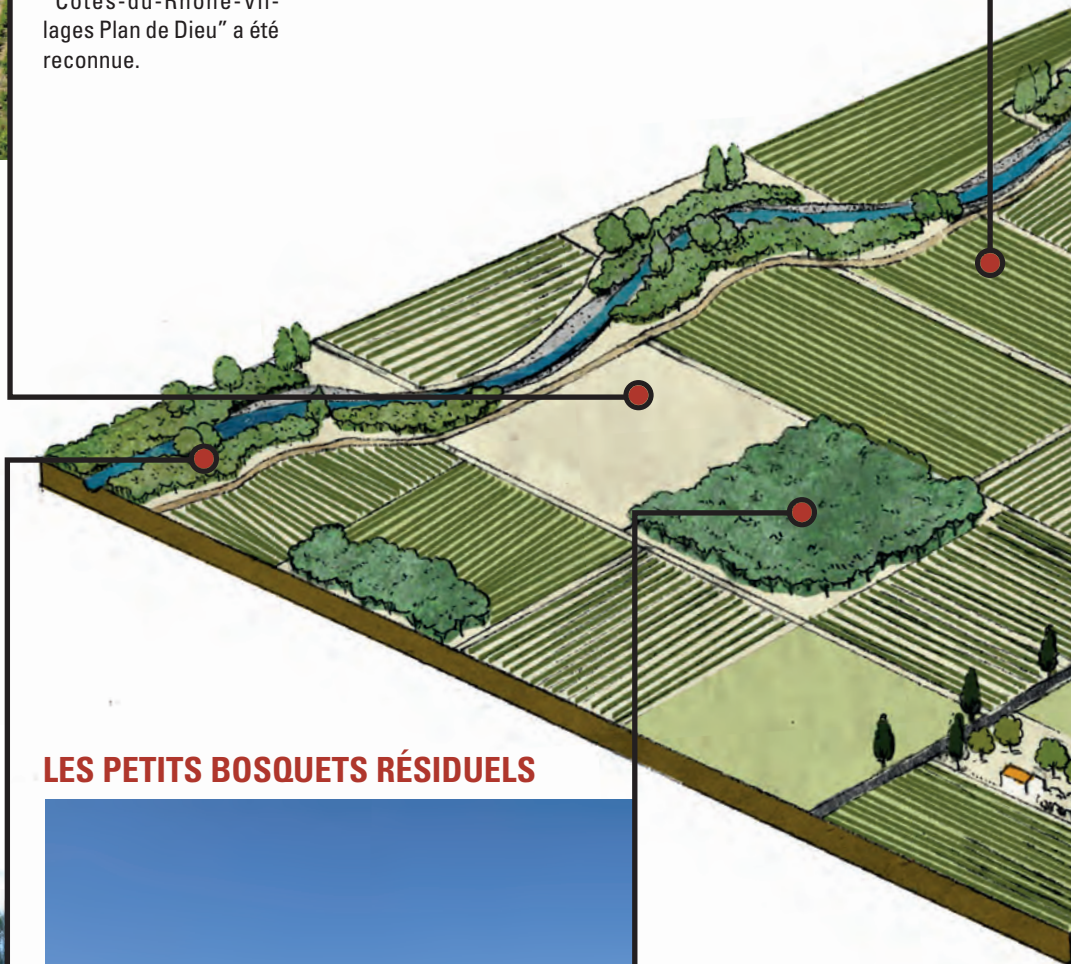 "Côtes-du-Rhône-Vil-
lages Plan de Dieu" a été
reconnue.
LES PETITS BOSQUETS RÉSIDUELS